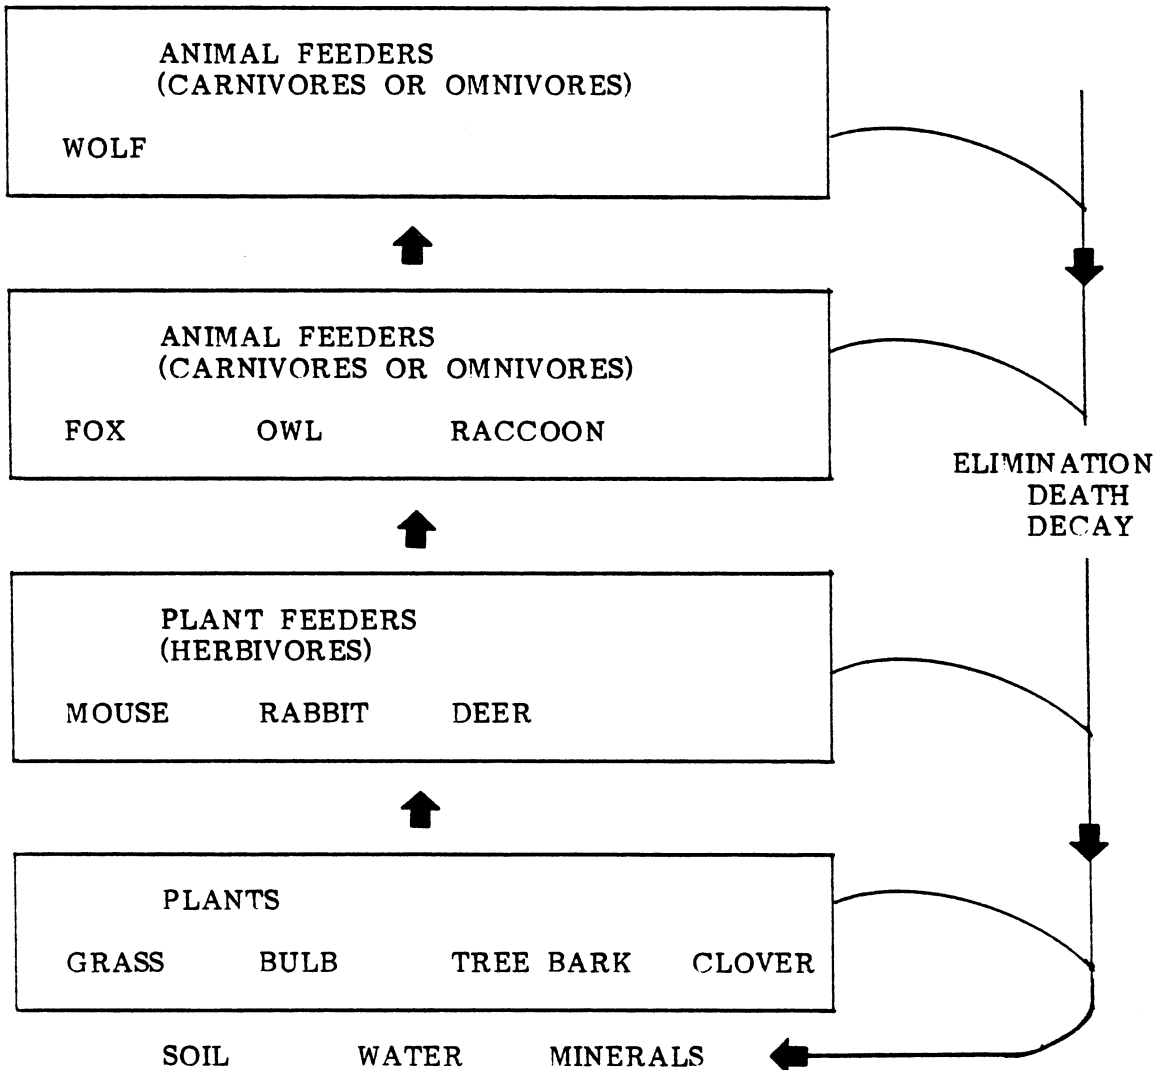 ANIMAL FEEDERS
(CARNIVORES OR OMNIVORES)
WOLF
ANIMAL FEEDERS
(CARNIVORES OR OMNIVORES)
FOX OWL RACCOON
ELIMINATION
DEATH
DECAY
PLANT FEEDERS
(HERBIVORES)
MOUSE RABBIT DEER
PLANTS
GRASS BULB TREE BARK CLOVER
SOIL WATER MINERALS